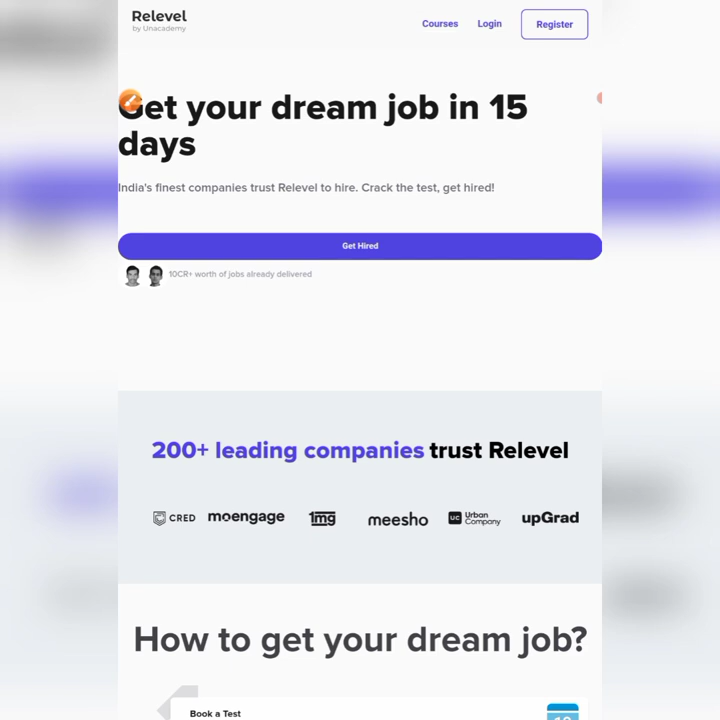 Relevel
by Unacademy
Courses
Login
Register
Get your dream job in 15
days
India's finest companies trust Relevel to hire. Crack the test, get hired!
Get Hired
10CR+ worth of jobs already delivered
200+ leading companies trust Relevel
CRED
moengage
1mg
meesho
UC Urban
Company
upGrad
How to get your dream job?
Book a Test